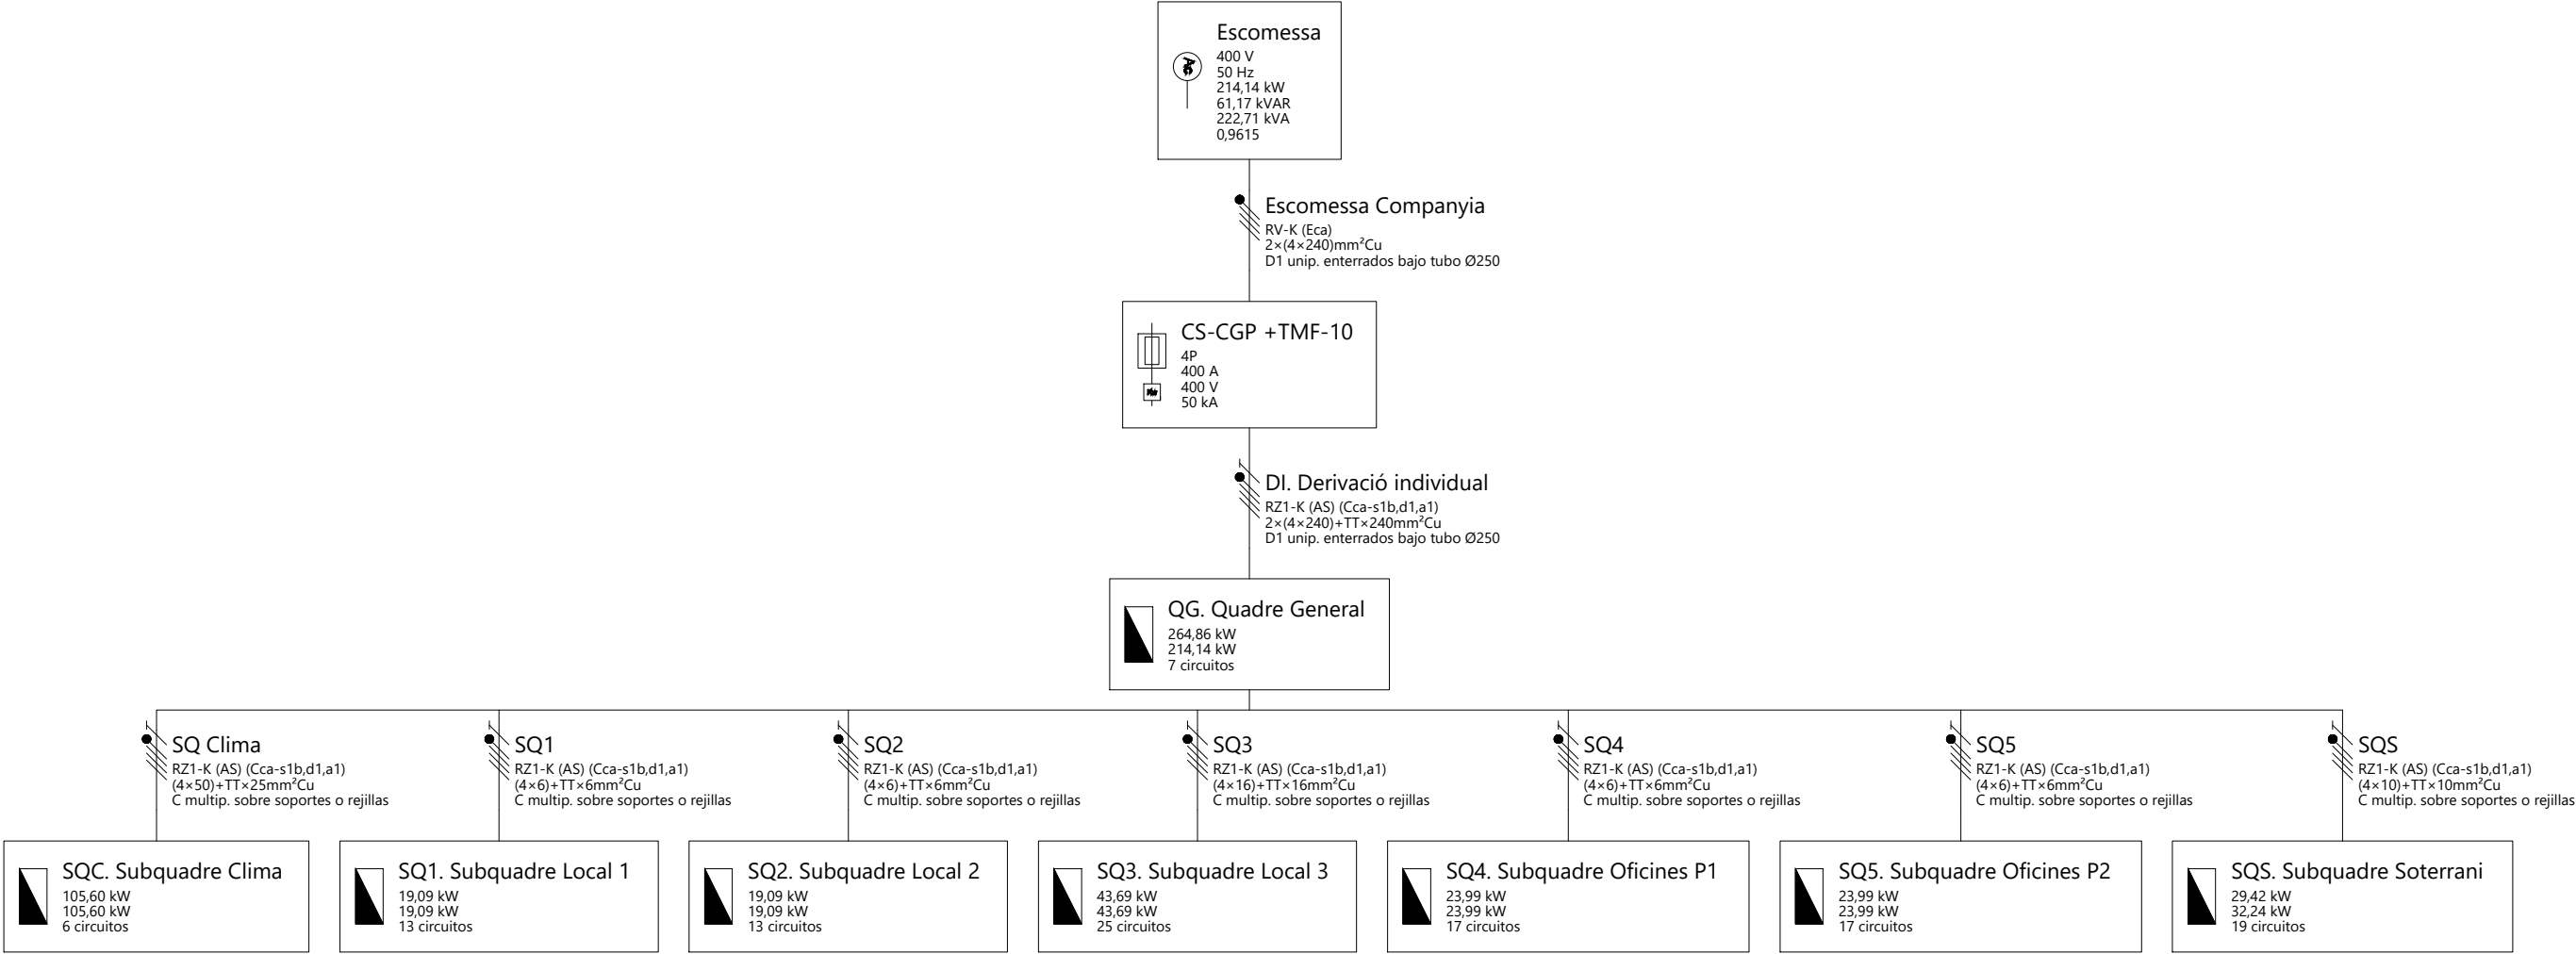 Escomessa
400 V
50 Hz
214,14 kW
61,17 kVAR
222,71 kVA
0,9615
Escomessa Companyia
RV-K (Eca)
2×(4×240)mm²Cu
D1 unip. enterrados bajo tubo Ø250
CS-CGP +TMF-10
4P
400 A
400 V
50 kA
DI. Derivació individual
RZ1-K (AS) (Cca-s1b,d1,a1)
2×(4×240)+TT×240mm²Cu
D1 unip. enterrados bajo tubo Ø250
QG. Quadre General
264,86 kW
214,14 kW
7 circuitos
SQ Clima
RZ1-K (AS) (Cca-s1b,d1,a1)
(4×50)+TT×25mm²Cu
C multip. sobre soportes o rejillas
SQ1
RZ1-K (AS) (Cca-s1b,d1,a1)
(4×6)+TT×6mm²Cu
C multip. sobre soportes o rejillas
SQ2
RZ1-K (AS) (Cca-s1b,d1,a1)
(4×6)+TT×6mm²Cu
C multip. sobre soportes o rejillas
SQ3
RZ1-K (AS) (Cca-s1b,d1,a1)
(4×16)+TT×16mm²Cu
C multip. sobre soportes o rejillas
SQ4
RZ1-K (AS) (Cca-s1b,d1,a1)
(4×6)+TT×6mm²Cu
C multip. sobre soportes o rejillas
SQ5
RZ1-K (AS) (Cca-s1b,d1,a1)
(4×6)+TT×6mm²Cu
C multip. sobre soportes o rejillas
SQS
RZ1-K (AS) (Cca-s1b,d1,a1)
(4×10)+TT×10mm²Cu
C multip. sobre soportes o rejillas
SQC. Subquadre Clima
105,60 kW
105,60 kW
6 circuitos
SQ1. Subquadre Local 1
19,09 kW
19,09 kW
13 circuitos
SQ2. Subquadre Local 2
19,09 kW
19,09 kW
13 circuitos
SQ3. Subquadre Local 3
43,69 kW
43,69 kW
25 circuitos
SQ4. Subquadre Oficines P1
23,99 kW
23,99 kW
17 circuitos
SQ5. Subquadre Oficines P2
23,99 kW
23,99 kW
17 circuitos
SQS. Subquadre Soterrani
29,42 kW
32,24 kW
19 circuitos